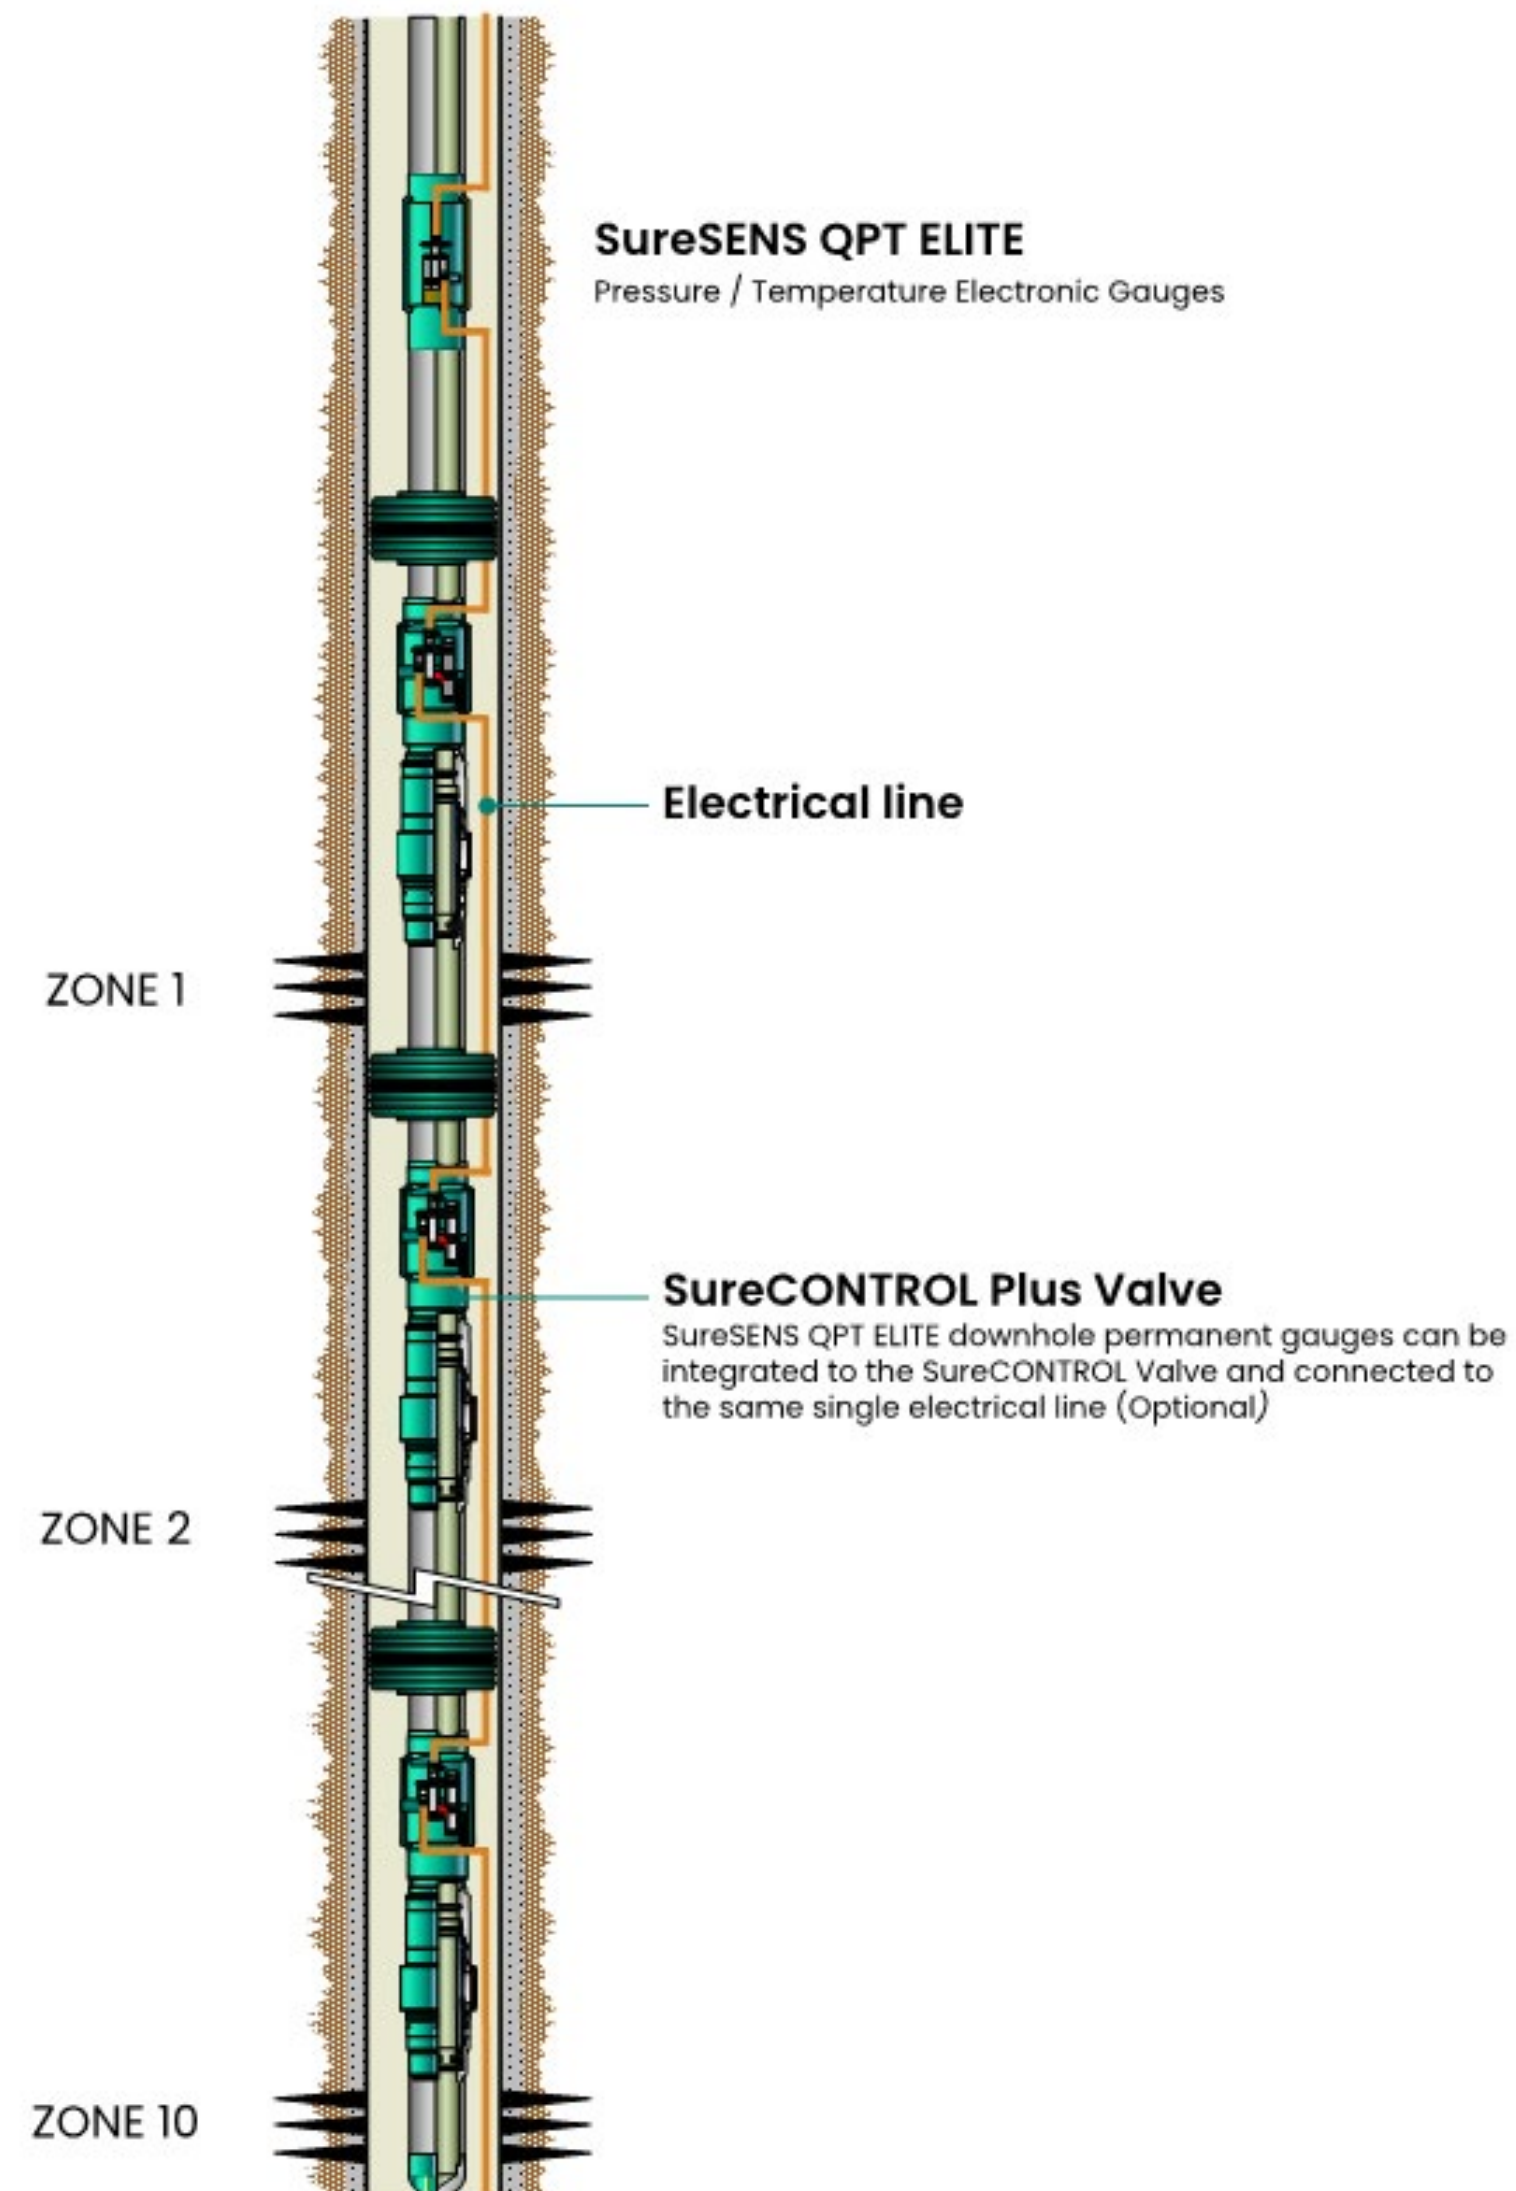 SureSENS QPT ELITE
Pressure / Temperature Electronic Gauges
Electrical line
ZONE 1
SureCONTROL Plus Valve
SureSENS QPT ELITE downhole permanent gauges can be
integrated to the SureCONTROL Valve and connected to
the same single electrical line (Optional)
ZONE 2
ZONE 10